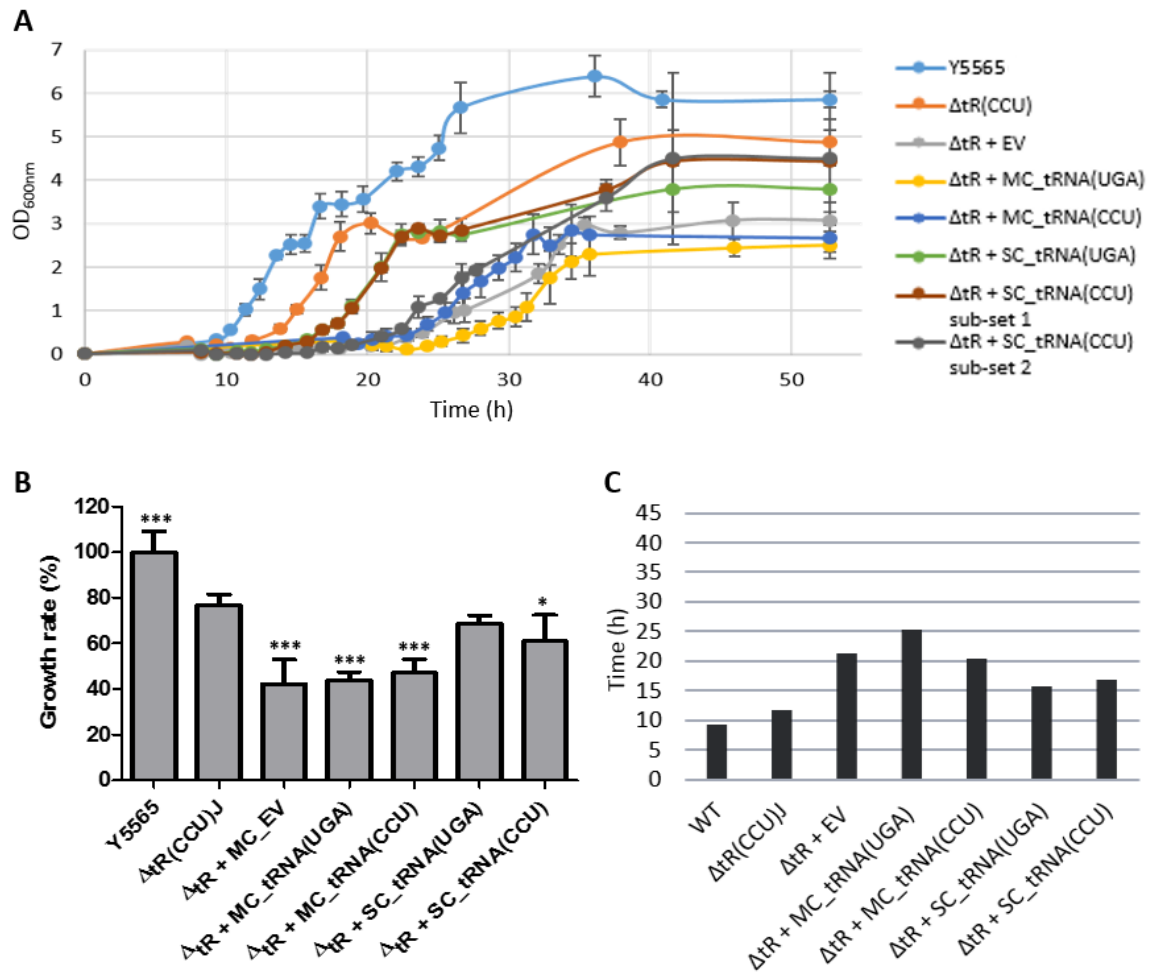 A
7
6
5
4
3
2
1
0
OD600nm
0 10 20 30 40 50
Time (h)
Y5565
ΔtR(CCU)
ΔtR + EV
ΔtR + MC_tRNA(UGA)
ΔtR + MC_tRNA(CCU)
ΔtR + SC_tRNA(UGA)
ΔtR + SC_tRNA(CCU)
sub-set 1
ΔtR + SC_tRNA(CCU)
sub-set 2
B
120
100
80
60
40
20
0
Growth rate (%)
***
***
***
***
*
Y5565
ΔtR(CCU)J
ΔtR + MC_EV
ΔtR + MC_tRNA(UGA)
ΔtR + MC_tRNA(CCU)
ΔtR + SC_tRNA(UGA)
ΔtR + SC_tRNA(CCU)
C
45
40
35
30
25
20
15
10
5
0
Time (h)
WT
ΔtR(CCU)J
ΔtR + EV
ΔtR + MC_tRNA(UGA)
ΔtR + MC_tRNA(CCU)
ΔtR + SC_tRNA(UGA)
ΔtR + SC_tRNA(CCU)